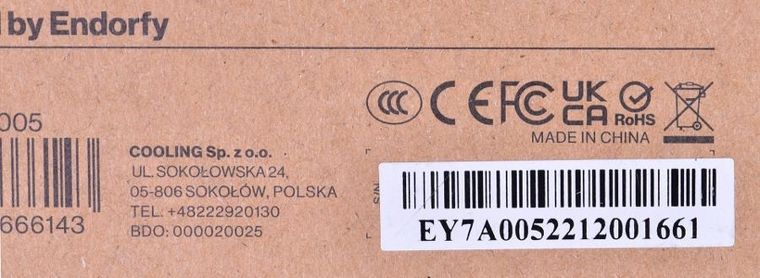 by Endorfy
CCC CE FC UK CA RoHS
MADE IN CHINA
005
666143
COOLING Sp. z o.o.
UL. SOKOŁOWSKA 24,
05-806 SOKOŁÓW, POLSKA
TEL. +48222920130
BDO: 000020025
S/N
EY7A0052212001661